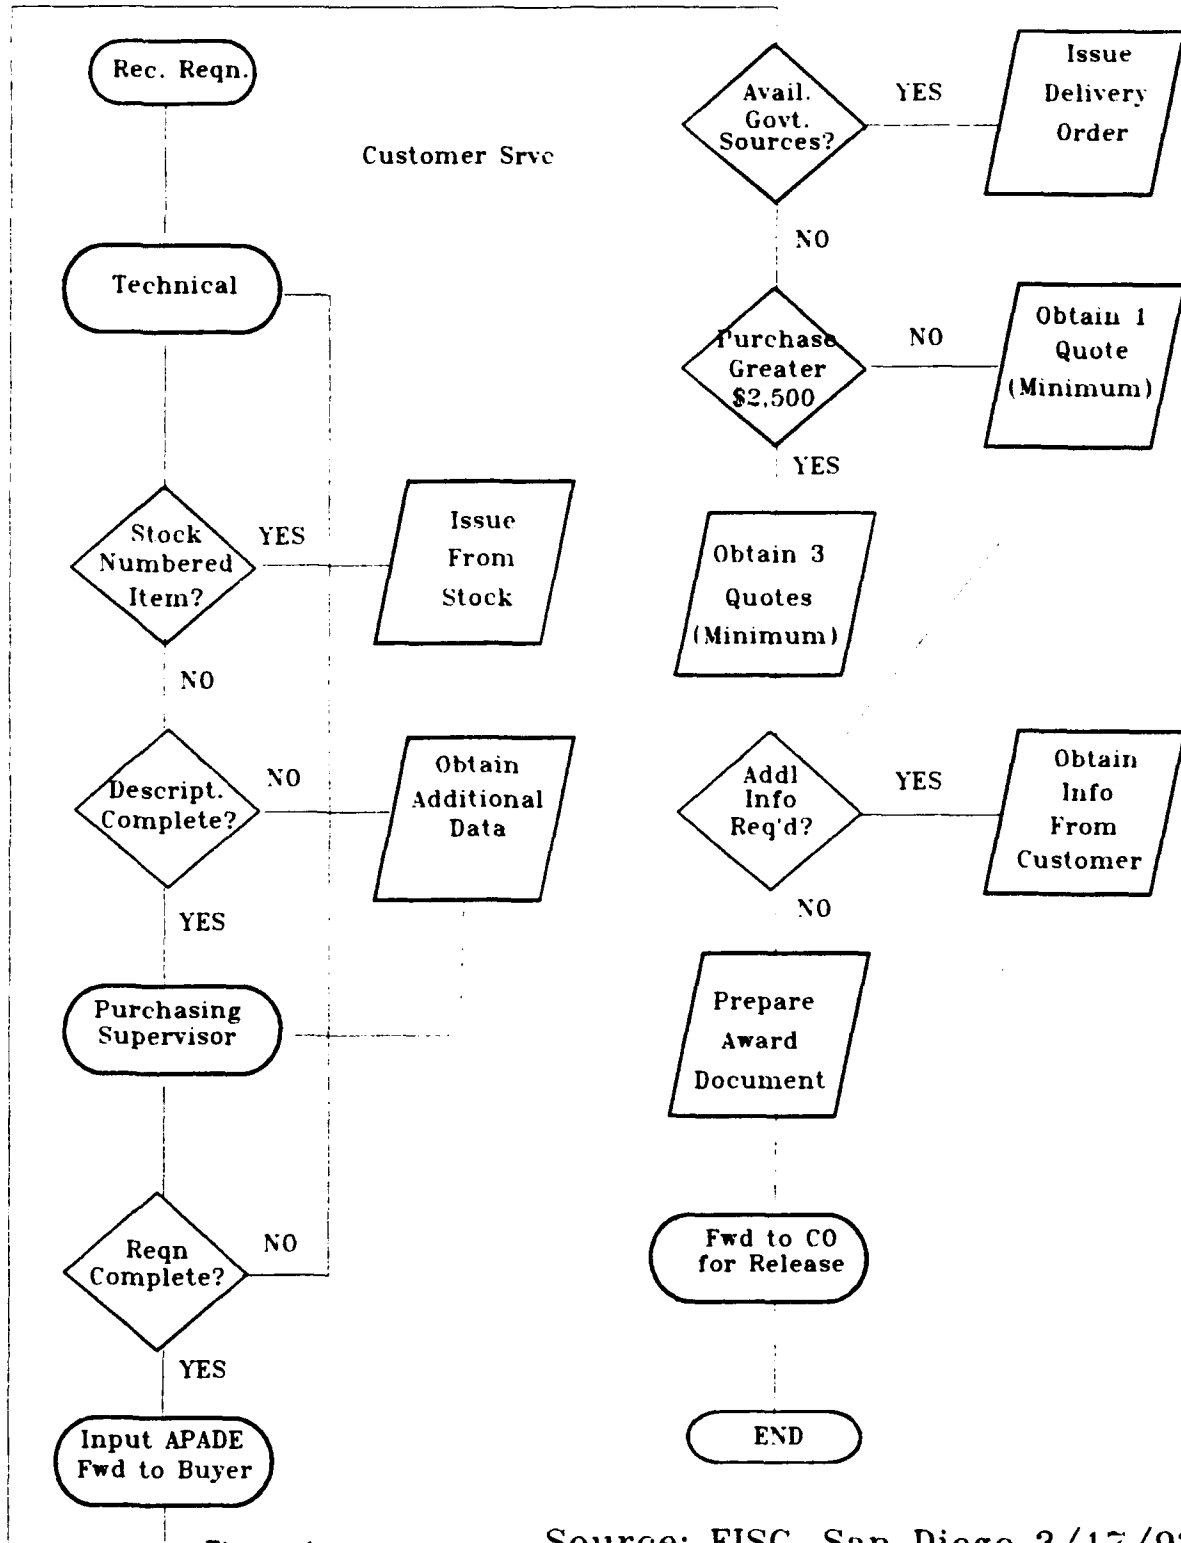 Rec. Reqn.
Customer Srvc
Technical
Stock
Numbered
Item?
YES
Issue
From
Stock
NO
Descript.
Complete?
NO
Obtain
Additional
Data
YES
Purchasing
Supervisor
Reqn
Complete?
NO
YES
Input APADE
Fwd to Buyer
Avail.
Govt.
Sources?
YES
Issue
Delivery
Order
NO
Purchase
Greater
$2,500
NO
Obtain 1
Quote
(Minimum)
YES
Obtain 3
Quotes
(Minimum)
Addl
Info
Req'd?
YES
Obtain
Info
From
Customer
NO
Prepare
Award
Document
Fwd to CO
for Release
END
Source: FISC, San Diego 3/17/9